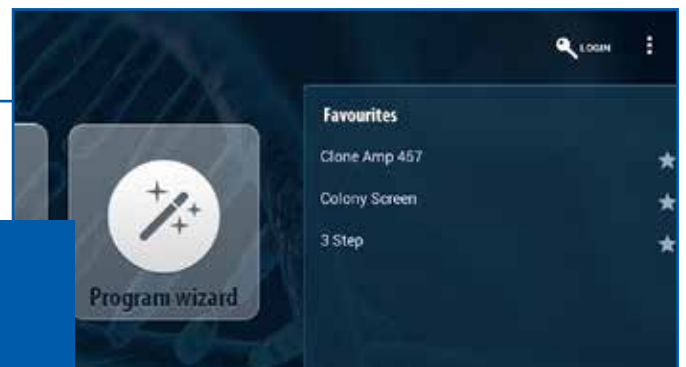 LOGIN
Favourites
Clone Amp 457
Colony Screen
3 Step
Program wizard